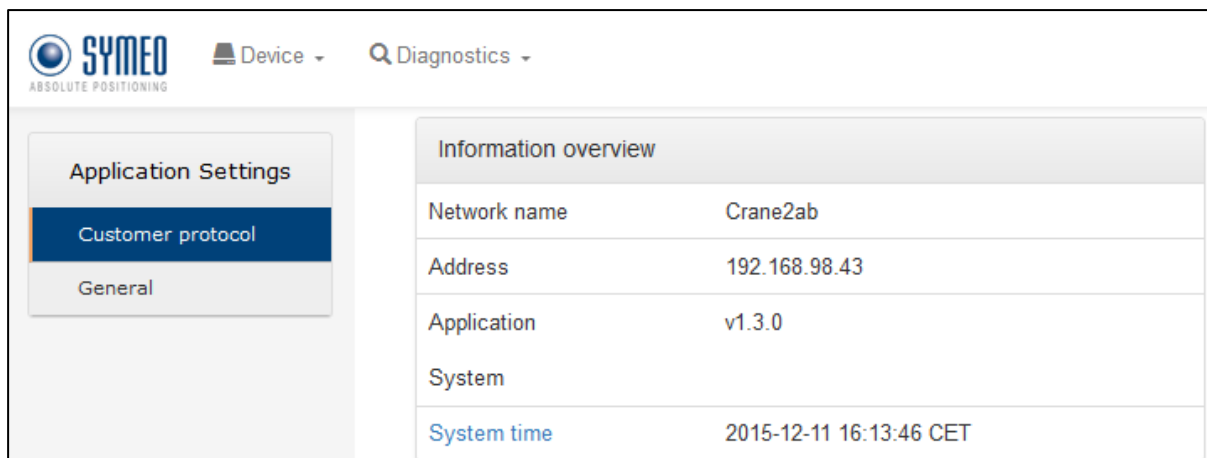 SYMEO
ABSOLUTE POSITIONING
Device
Diagnostics
Application Settings
Customer protocol
General
Information overview
Network name Crane2ab
Address 192.168.98.43
Application v1.3.0
System
System time 2015-12-11 16:13:46 CET